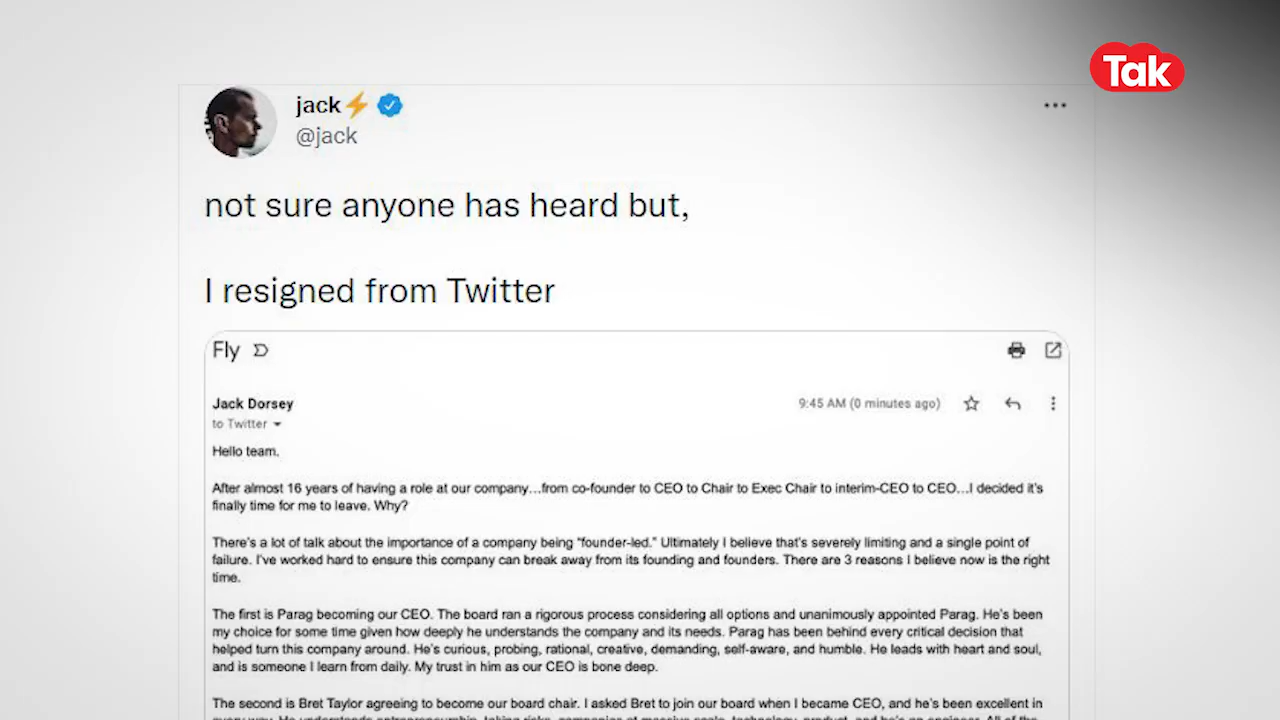 Tak
jack⚡
@jack
not sure anyone has heard but,
I resigned from Twitter
Fly
Jack Dorsey
9:45 AM (0 minutes ago)
to Twitter
Hello team.
After almost 16 years of having a role at our company...from co-founder to CEO to Chair to Exec Chair to interim-CEO to CEO...I decided it's
finally time for me to leave. Why?
There's a lot of talk about the importance of a company being “founder-led.” Ultimately I believe that's severely limiting and a single point of
failure. I've worked hard to ensure this company can break away from its founding and founders. There are 3 reasons I believe now is the right
time.
The first is Parag becoming our CEO. The board ran a rigorous process considering all options and unanimously appointed Parag. He's been
my choice for some time given how deeply he understands the company and its needs. Parag has been behind every critical decision that
helped turn this company around. He's curious, probing, rational, creative, demanding, self-aware, and humble. He leads with heart and soul,
and is someone I learn from daily. My trust in him as our CEO is bone deep.
The second is Bret Taylor agreeing to become our board chair. I asked Bret to join our board when I became CEO, and he's been excellent in